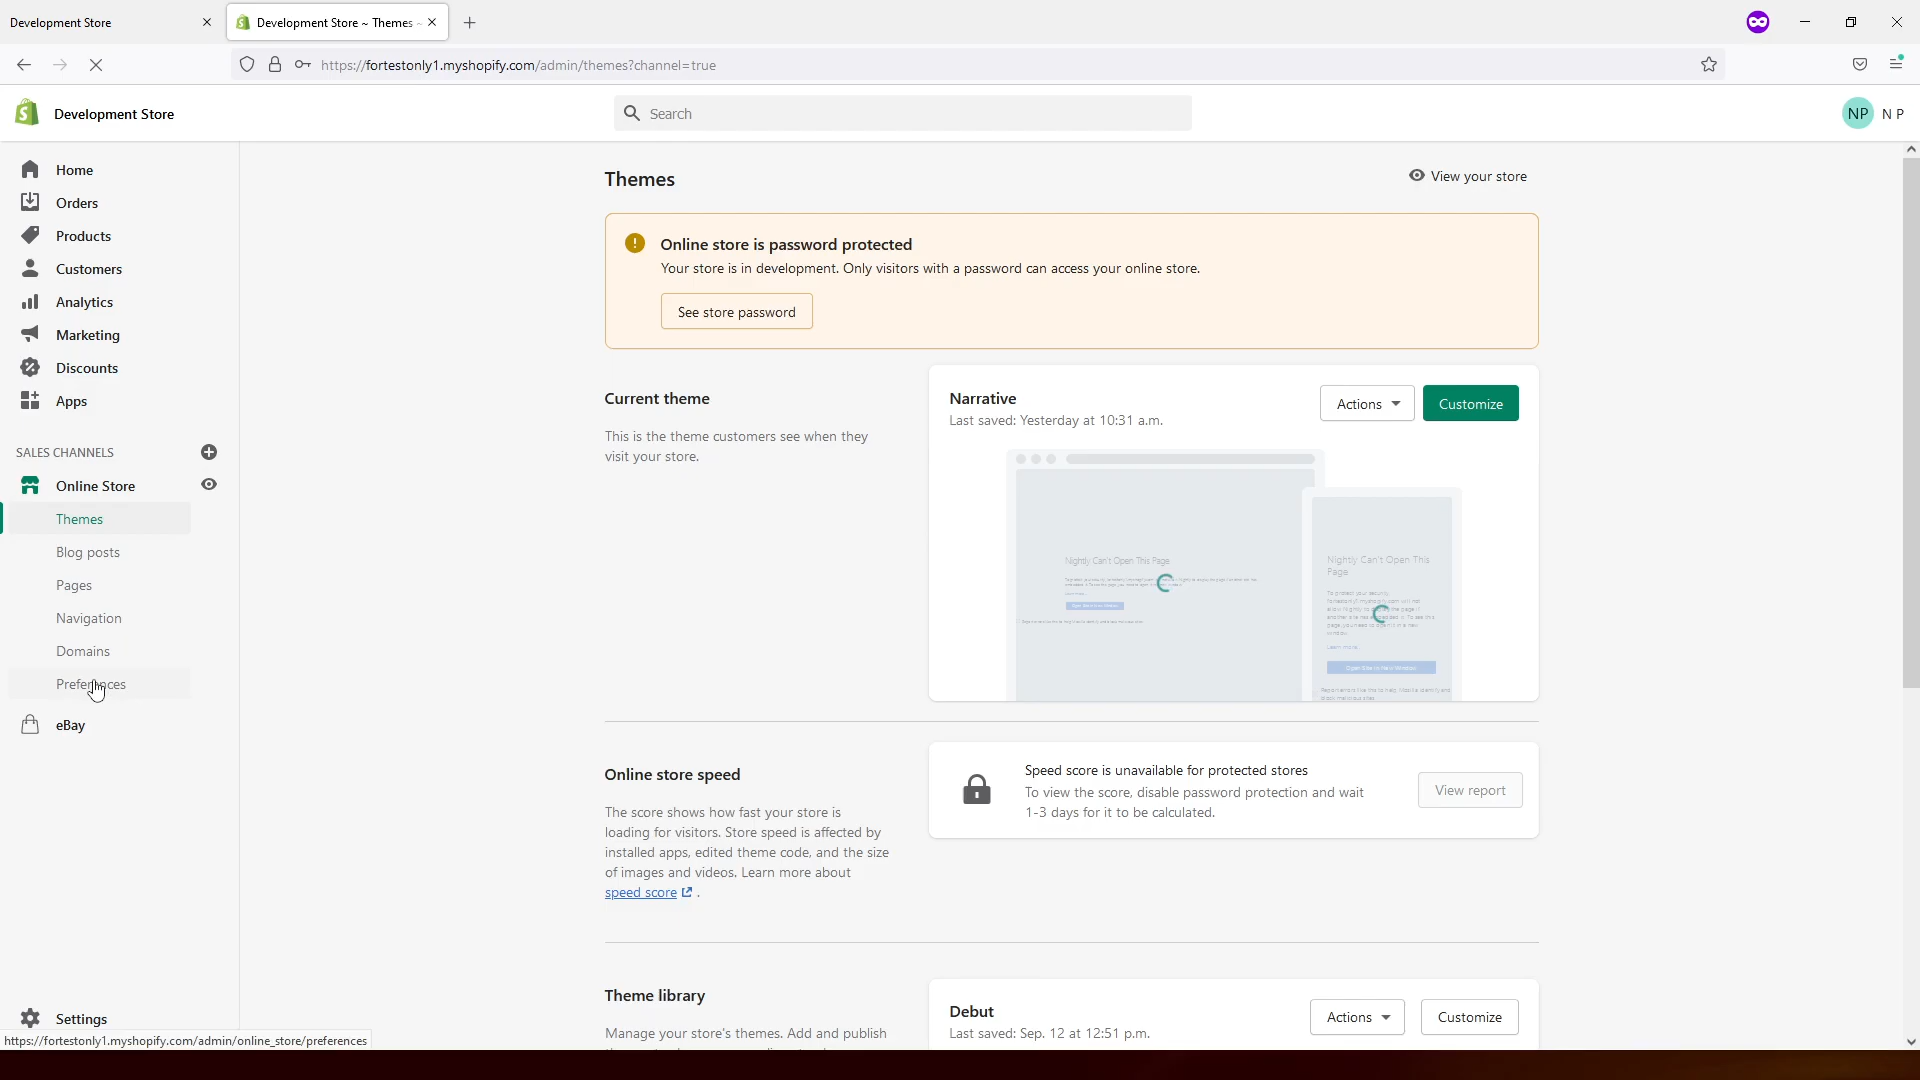 Development Store
Development Store ~ Themes ~
https://fortestonly1.myshopify.com/admin/themes?channel=true
Development Store
Search
NP
N P
Home
Orders
Products
Customers
Analytics
Marketing
Discounts
Apps
SALES CHANNELS
Online Store
Themes
Blog posts
Pages
Navigation
Domains
Preferences
eBay
Settings
https://fortestonly1.myshopify.com/admin/online_store/preferences
Themes
View your store
Online store is password protected
Your store is in development. Only visitors with a password can access your online store.
See store password
Current theme
This is the theme customers see when they
visit your store.
Narrative
Last saved: Yesterday at 10:31 a.m.
Actions
Customize
Nightly Can't Open This Page
Nightly Can't Open This
Page
Learn more...
Open Site in New Window
Online store speed
The score shows how fast your store is
loading for visitors. Store speed is affected by
installed apps, edited theme code, and the size
of images and videos. Learn more about
speed score .
Speed score is unavailable for protected stores
To view the score, disable password protection and wait
1-3 days for it to be calculated.
View report
Theme library
Manage your store's themes. Add and publish
Debut
Last saved: Sep. 12 at 12:51 p.m.
Actions
Customize